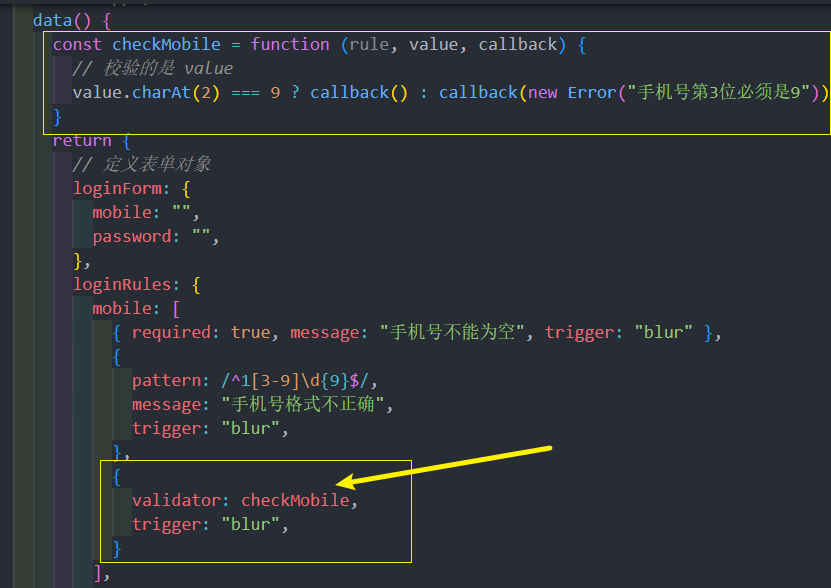 data() {
const checkMobile = function (rule, value, callback) {
// 校验的是 value
value.charAt(2) === 9 ? callback() : callback(new Error("手机号第3位必须是9"))
}
return {
// 定义表单对象
loginForm: {
mobile: "",
password: "",
},
loginRules: {
mobile: [
{ required: true, message: "手机号不能为空", trigger: "blur" },
{
pattern: /^1[3-9]\d{9}$/,
message: "手机号格式不正确",
trigger: "blur",
},
{
validator: checkMobile,
trigger: "blur",
}
],